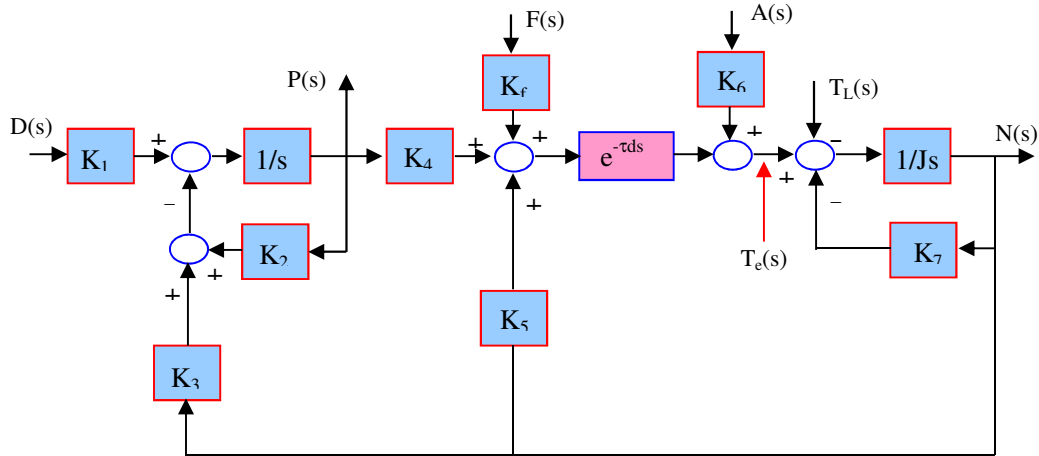 F(s)
A(s)
P(s)
K6
T_L(s)
K_f
D(s)
N(s)
+
+
+
+
+
−
K1
1/s
K4
e^-τds
1/Js
−
+
+
−
K2
K7
T_e(s)
+
+
K5
K3